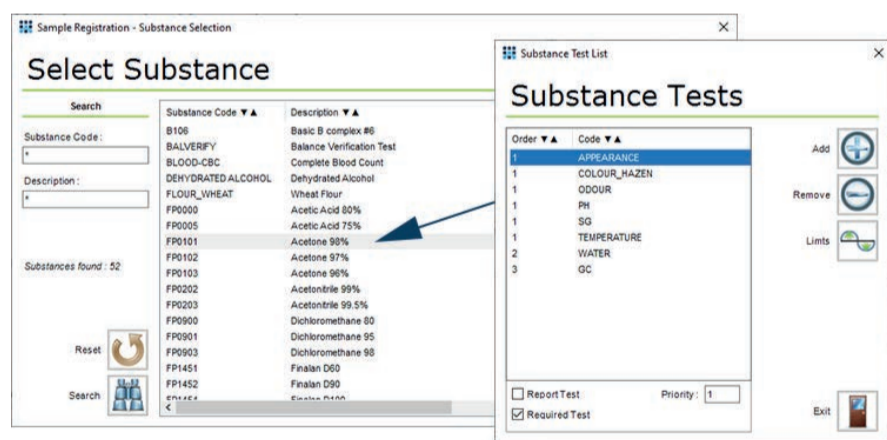 Sample Registration - Substance Selection
Select Substance
Search
Substance Code :
*
Description :
*
Substances found : 52
Reset
Search
Substance Code ▼▲ Description ▼▲
B106 Basic B complex #6
BALVERIFY Balance Verification Test
BLOOD-CBC Complete Blood Count
DEHYDRATED ALCOHOL Dehydrated Alcohol
FLOUR_WHEAT Wheat Flour
FP0000 Acetic Acid 80%
FP0005 Acetic Acid 75%
FP0101 Acetone 98%
FP0102 Acetone 97%
FP0103 Acetone 96%
FP0202 Acetonitrile 99%
FP0203 Acetonitrile 99.5%
FP0900 Dichloromethane 80
FP0901 Dichloromethane 95
FP0903 Dichloromethane 98
FP1451 Finalan D60
FP1452 Finalan D90
Substance Test List
Substance Tests
Order ▼▲ Code ▼▲
1 APPEARANCE
1 COLOUR_HAZEN
1 ODOUR
1 PH
1 SG
1 TEMPERATURE
2 WATER
3 GC
Add
Remove
Limts
Report Test Priority : 1
Required Test
Exit